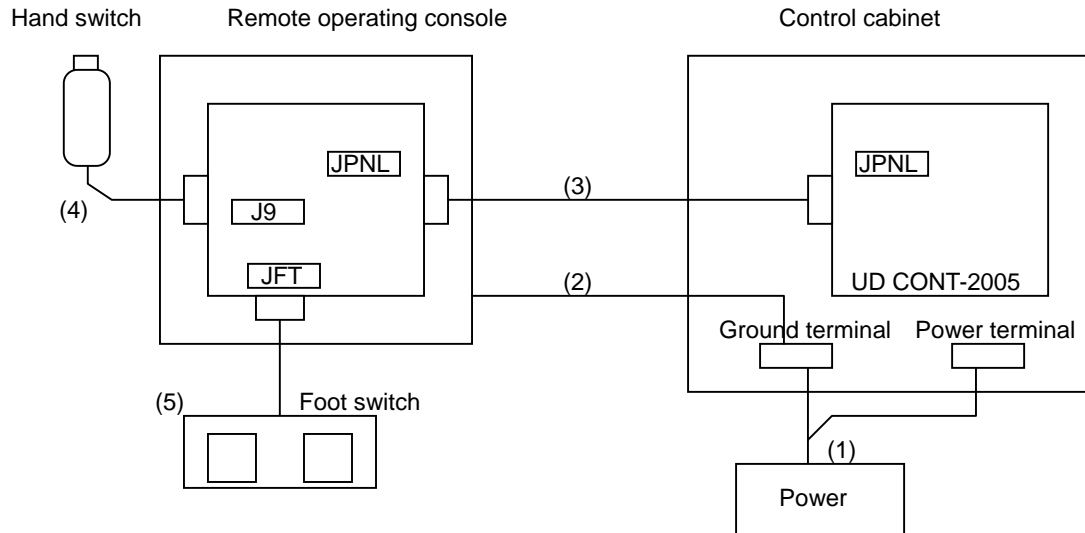 Hand switch
Remote operating console
Control cabinet
JPNL
JPNL
(3)
(4)
J9
JFT
(2)
UD CONT-2005
Ground terminal
Power terminal
(5)
Foot switch
(1)
Power